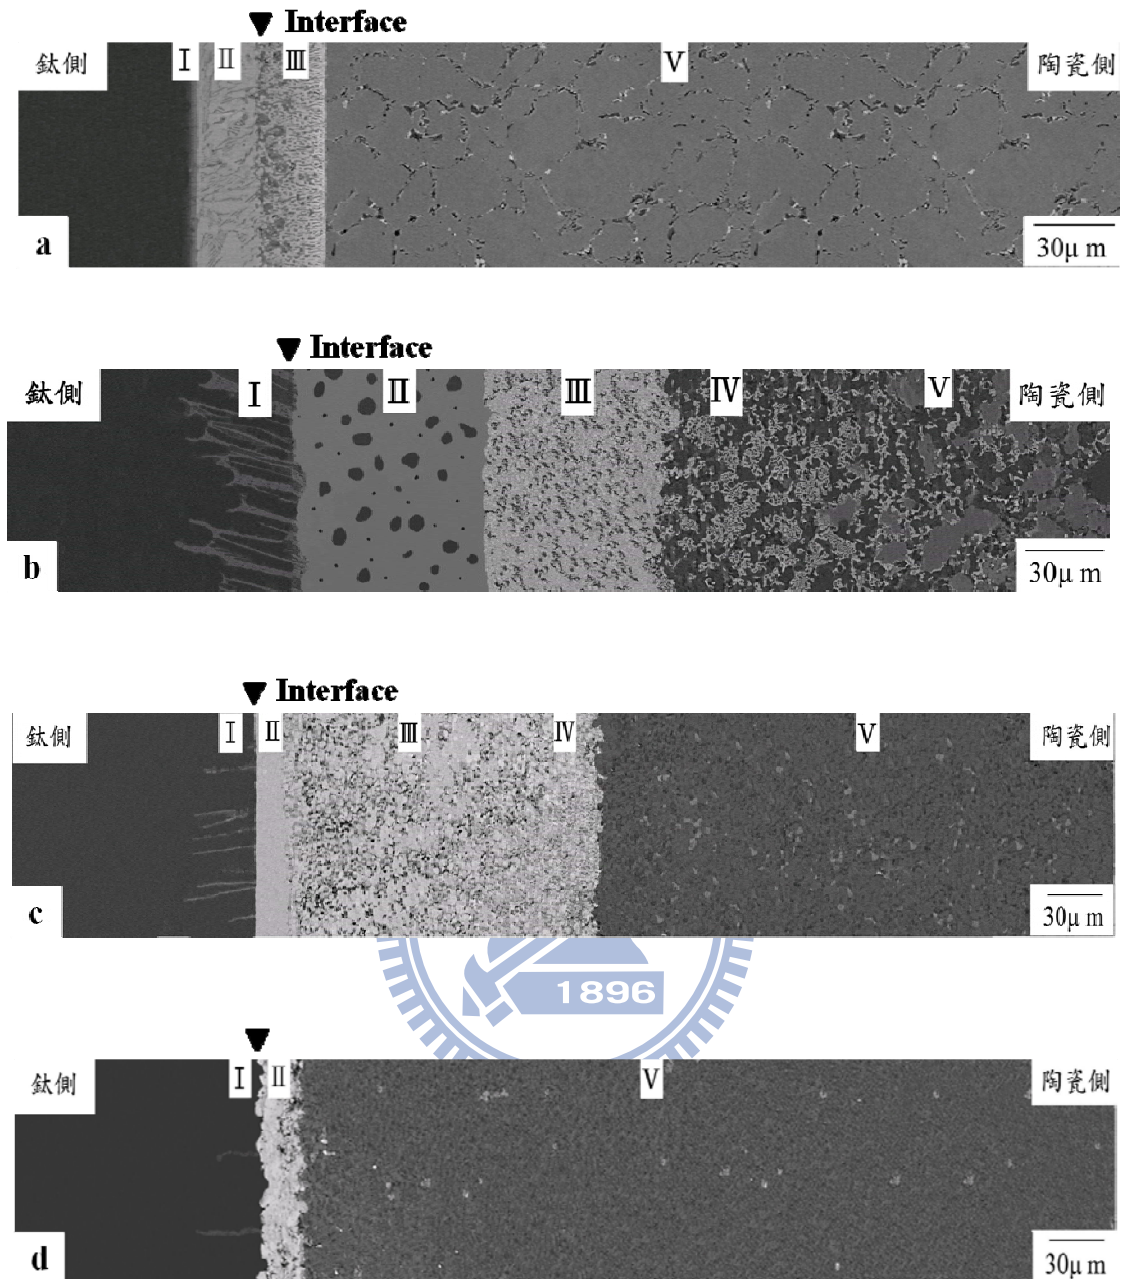 Interface
鈦側 Ⅰ Ⅱ Ⅲ Ⅴ 陶瓷側
a 30μ m
Interface
鈦側 Ⅰ Ⅱ Ⅲ Ⅳ Ⅴ 陶瓷側
b 30μ m
Interface
鈦側 Ⅰ Ⅱ Ⅲ Ⅳ Ⅴ 陶瓷側
c 30μ m
1896
鈦側 Ⅰ Ⅱ Ⅴ 陶瓷側
d 30μ m